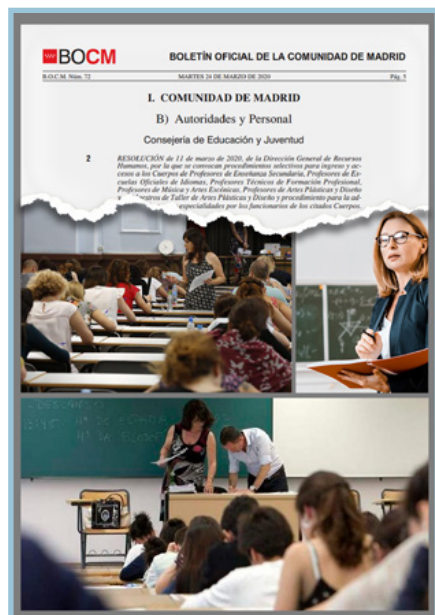 BOCM
BOLETÍN OFICIAL DE LA COMUNIDAD DE MADRID
B.O.C.M. Núm. 72
MARTES 24 DE MARZO DE 2020
Pág. 5
I. COMUNIDAD DE MADRID
B) Autoridades y Personal
Consejería de Educación y Juventud
2
RESOLUCIÓN de 11 de marzo de 2020, de la Dirección General de Recursos
Humanos, por la que se convocan procedimientos selectivos para ingreso y ac-
cesos a los Cuerpos de Profesores de Enseñanza Secundaria, Profesores de Es-
cuelas Oficiales de Idiomas, Profesores Técnicos de Formación Profesional,
Profesores de Música y Artes Escénicas, Profesores de Artes Plásticas y Diseño
Maestros de Taller de Artes Plásticas y Diseño y procedimiento para la ad-
especialidades por los funcionarios de los citados Cuerpos.